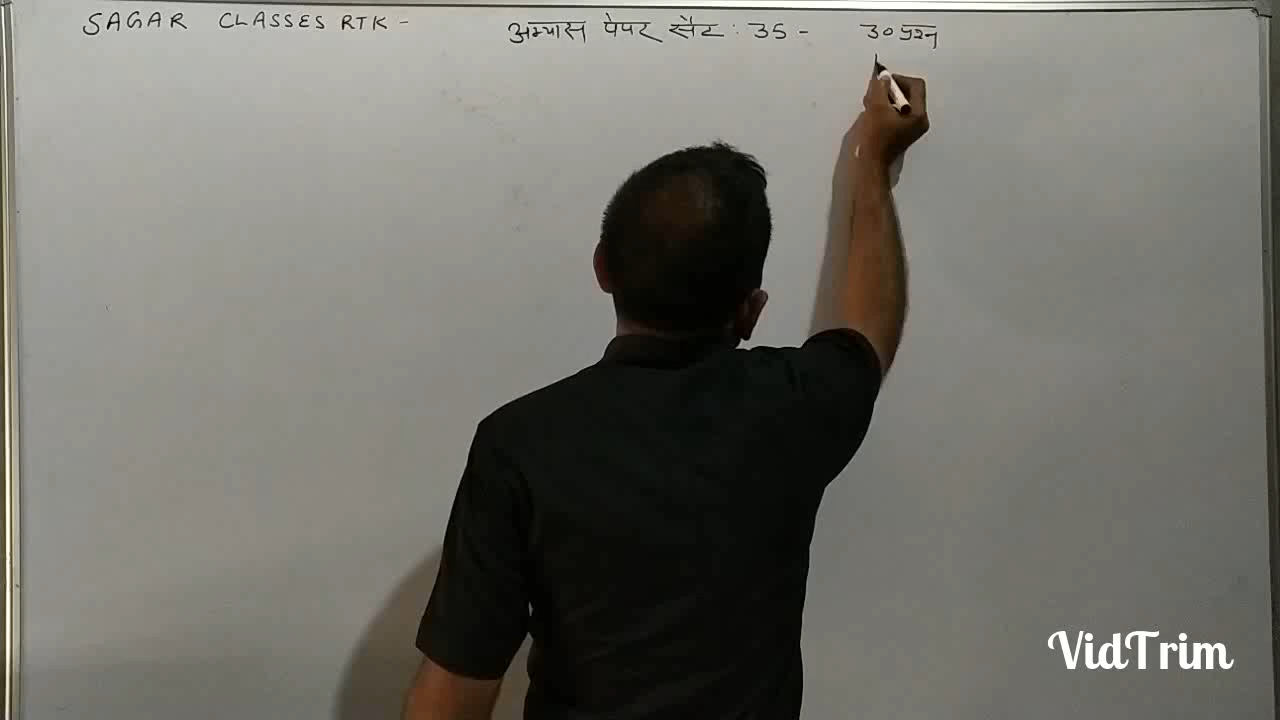 SAGAR CLASSES RTK - अभ्यास पेपर सैट : 35 - 30 प्रश्न
VidTrim